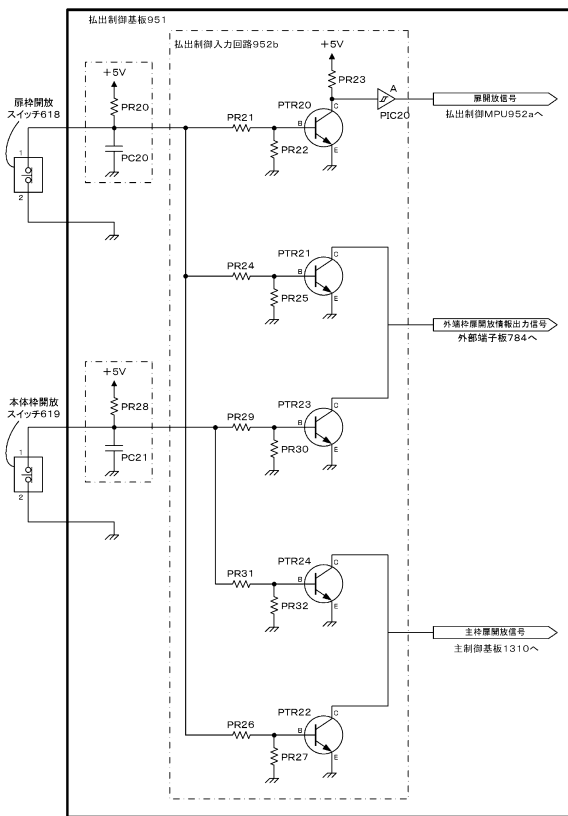 払出制御基板951
払出制御入力回路952b
+5V
PR20
PC20
扉枠開放
スイッチ618
1
2
PR21
B
PR22
PTR20
C
E
+5V
PR23
A
PIC20
扉開放信号
払出制御MPU952aへ
PR24
B
PR25
PTR21
C
E
外端枠扉開放情報出力信号
外部端子板784へ
+5V
PR28
PC21
本体枠開放
スイッチ619
1
2
PR29
B
PR30
PTR23
C
E
PR31
B
PR32
PTR24
C
E
主枠扉開放信号
主制御基板1310へ
PR26
B
PR27
PTR22
C
E